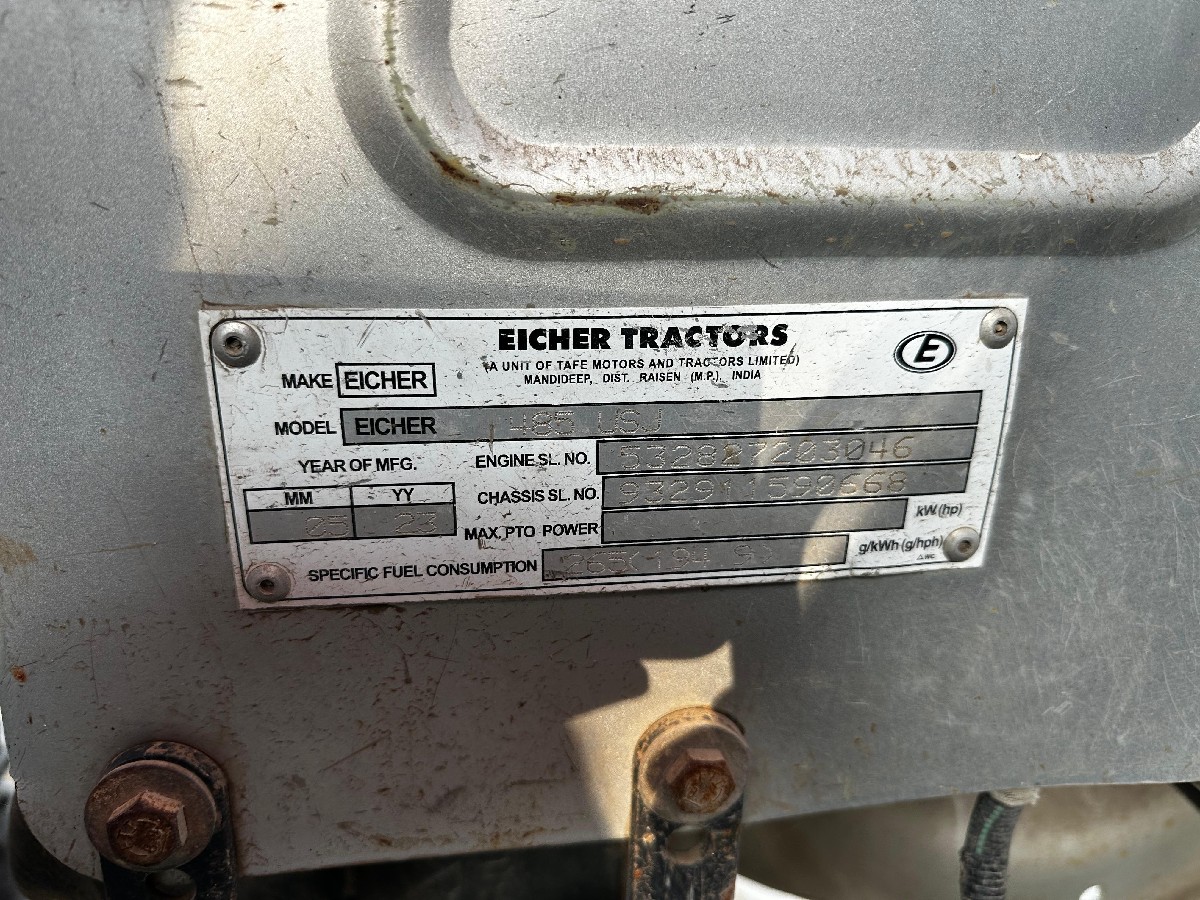 EICHER TRACTORS
(A UNIT OF TAFE MOTORS AND TRACTORS LIMITED)
MANDIDEEP, DIST. RAISEN (M.P.), INDIA
E
MAKE EICHER
MODEL EICHER 485 USJ
YEAR OF MFG.
MM YY
05 23
ENGINE SL. NO. 532827203046
CHASSIS SL. NO. 932911590668
MAX. PTO POWER kW (hp)
SPECIFIC FUEL CONSUMPTION g/kWh (g/hph)